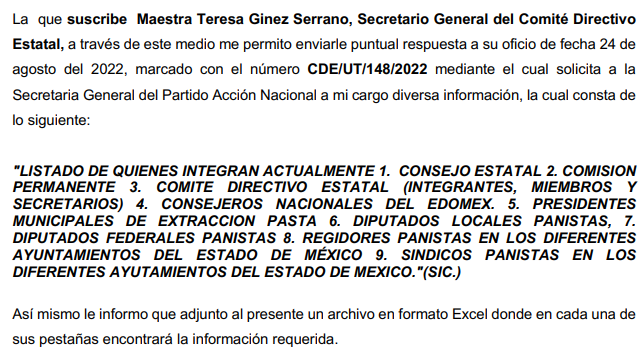 La que suscribe Maestra Teresa Ginez Serrano, Secretario General del Comité Directivo
Estatal, a través de este medio me permito enviarle puntual respuesta a su oficio de fecha 24 de
agosto del 2022, marcado con el número CDE/UT/148/2022 mediante el cual solicita a la
Secretaria General del Partido Acción Nacional a mi cargo diversa información, la cual consta de
lo siguiente:
"LISTADO DE QUIENES INTEGRAN ACTUALMENTE 1. CONSEJO ESTATAL 2. COMISION
PERMANENTE 3. COMITE DIRECTIVO ESTATAL (INTEGRANTES, MIEMBROS Y
SECRETARIOS) 4. CONSEJEROS NACIONALES DEL EDOMEX. 5. PRESIDENTES
MUNICIPALES DE EXTRACCION PASTA 6. DIPUTADOS LOCALES PANISTAS, 7.
DIPUTADOS FEDERALES PANISTAS 8. REGIDORES PANISTAS EN LOS DIFERENTES
AYUNTAMIENTOS DEL ESTADO DE MÉXICO 9. SINDICOS PANISTAS EN LOS
DIFERENTES AYUTAMIENTOS DEL ESTADO DE MEXICO."(SIC.)
Así mismo le informo que adjunto al presente un archivo en formato Excel donde en cada una de
sus pestañas encontrará la información requerida.